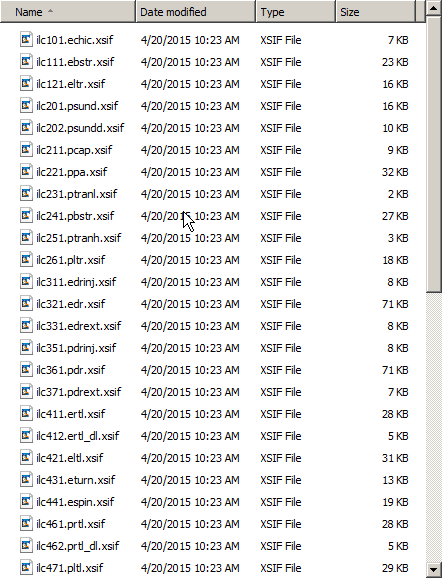 Name Date modified Type Size
ilc101.echic.xsif 4/20/2015 10:23 AM XSIF File 7 KB
ilc111.ebstr.xsif 4/20/2015 10:23 AM XSIF File 23 KB
ilc121.eltr.xsif 4/20/2015 10:23 AM XSIF File 16 KB
ilc201.psund.xsif 4/20/2015 10:23 AM XSIF File 16 KB
ilc202.psundd.xsif 4/20/2015 10:23 AM XSIF File 10 KB
ilc211.pcap.xsif 4/20/2015 10:23 AM XSIF File 9 KB
ilc221.ppa.xsif 4/20/2015 10:23 AM XSIF File 32 KB
ilc231.ptranl.xsif 4/20/2015 10:23 AM XSIF File 2 KB
ilc241.pbstr.xsif 4/20/2015 10:23 AM XSIF File 27 KB
ilc251.ptranh.xsif 4/20/2015 10:23 AM XSIF File 3 KB
ilc261.pltr.xsif 4/20/2015 10:23 AM XSIF File 18 KB
ilc311.edrinj.xsif 4/20/2015 10:23 AM XSIF File 8 KB
ilc321.edr.xsif 4/20/2015 10:23 AM XSIF File 71 KB
ilc331.edrext.xsif 4/20/2015 10:23 AM XSIF File 8 KB
ilc351.pdrinj.xsif 4/20/2015 10:23 AM XSIF File 8 KB
ilc361.pdr.xsif 4/20/2015 10:23 AM XSIF File 71 KB
ilc371.pdrext.xsif 4/20/2015 10:23 AM XSIF File 7 KB
ilc411.ertl.xsif 4/20/2015 10:23 AM XSIF File 28 KB
ilc412.ertl_dl.xsif 4/20/2015 10:23 AM XSIF File 5 KB
ilc421.eltl.xsif 4/20/2015 10:23 AM XSIF File 31 KB
ilc431.eturn.xsif 4/20/2015 10:23 AM XSIF File 13 KB
ilc441.espin.xsif 4/20/2015 10:23 AM XSIF File 19 KB
ilc461.prtl.xsif 4/20/2015 10:23 AM XSIF File 28 KB
ilc462.prtl_dl.xsif 4/20/2015 10:23 AM XSIF File 5 KB
ilc471.pltl.xsif 4/20/2015 10:23 AM XSIF File 29 KB